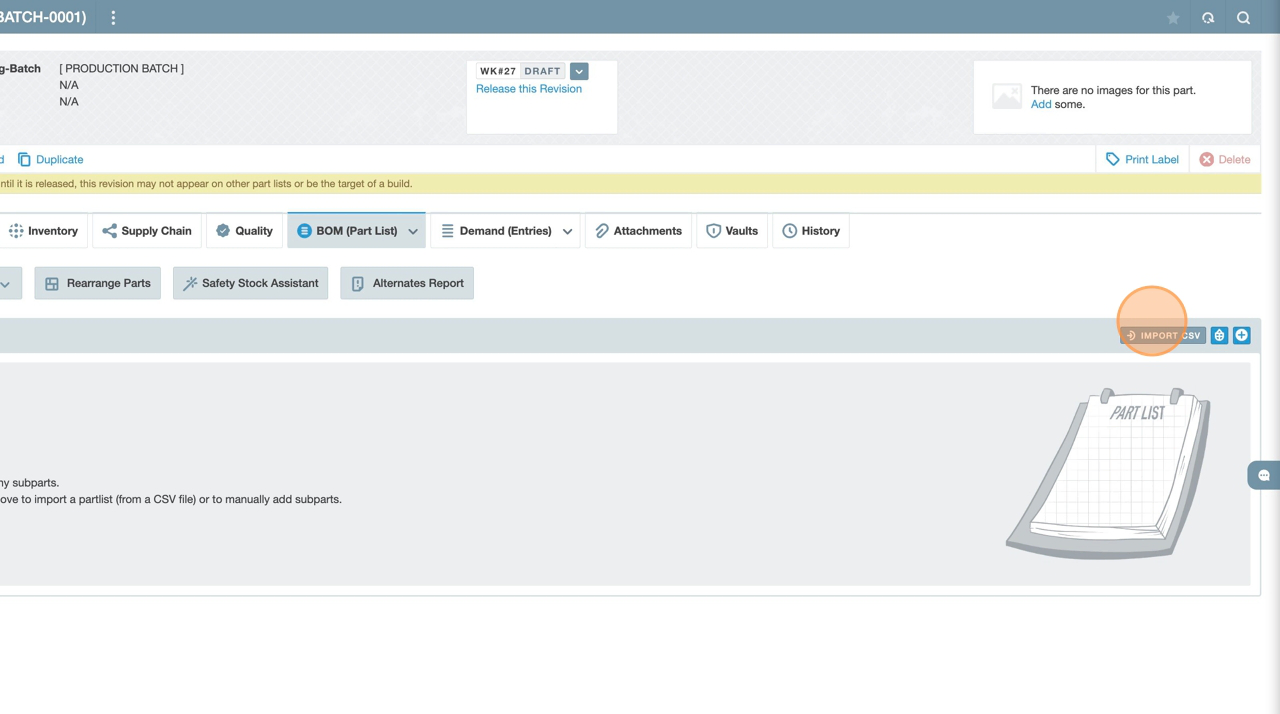 BATCH-0001)
g-Batch [ PRODUCTION BATCH ]
N/A
N/A
WK#27 DRAFT
Release this Revision
There are no images for this part.
Add some.
d Duplicate
Print Label Delete
ntil it is released, this revision may not appear on other part lists or be the target of a build.
Inventory Supply Chain Quality BOM (Part List) Demand (Entries) Attachments Vaults History
Rearrange Parts Safety Stock Assistant Alternates Report
IMPORT CSV
PART LIST
ny subparts.
ove to import a partlist (from a CSV file) or to manually add subparts.